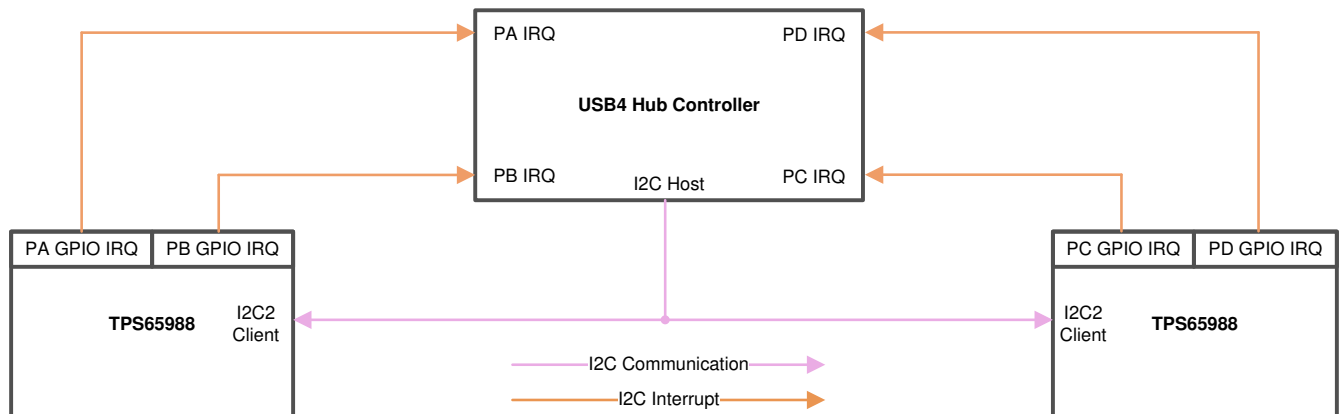 PA IRQ
PD IRQ
USB4 Hub Controller
PB IRQ
I2C Host
PC IRQ
PA GPIO IRQ
PB GPIO IRQ
PC GPIO IRQ
PD GPIO IRQ
I2C2
Client
TPS65988
I2C2
Client
TPS65988
I2C Communication
I2C Interrupt